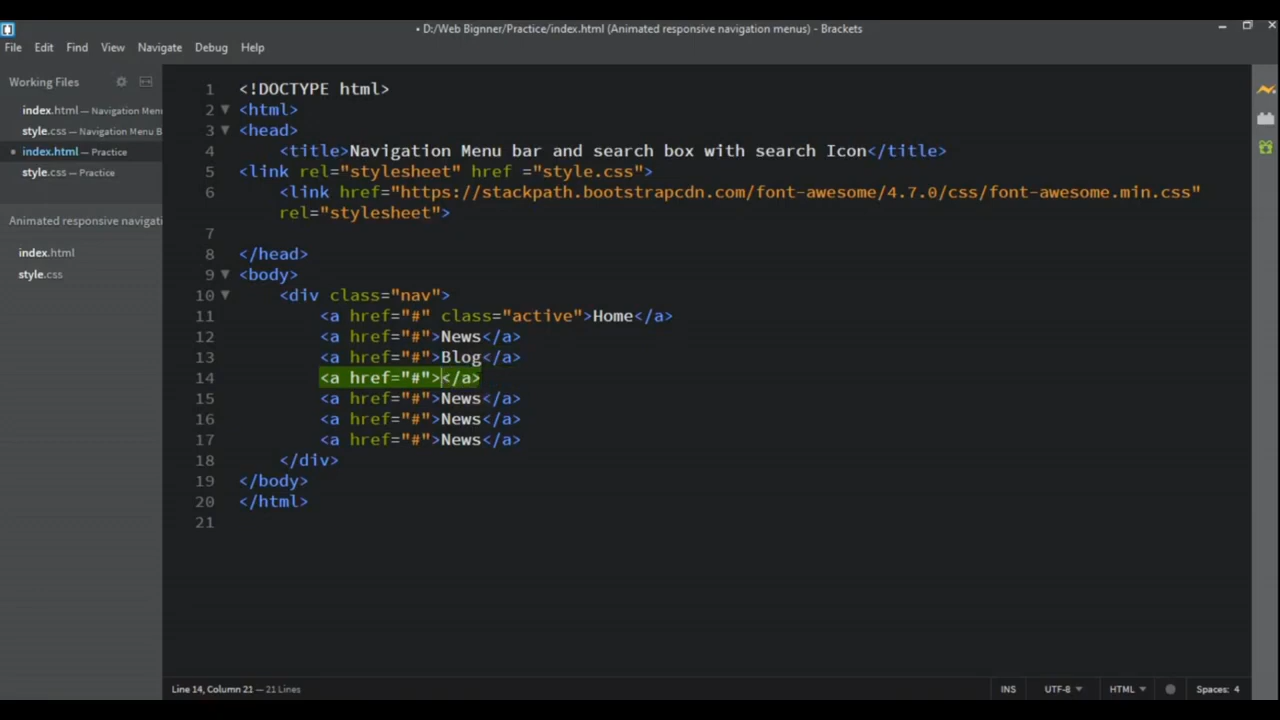 • D:/Web Bignner/Practice/index.html (Animated responsive navigation menus) - Brackets
File Edit Find View Navigate Debug Help
Working Files
index.html — Navigation Menu
style.css — Navigation Menu B
• index.html — Practice
style.css — Practice
Animated responsive navigati
index.html
style.css
1 <!DOCTYPE html>
2 <html>
3 <head>
4 <title>Navigation Menu bar and search box with search Icon</title>
5 <link rel="stylesheet" href ="style.css">
6 <link href="https://stackpath.bootstrapcdn.com/font-awesome/4.7.0/css/font-awesome.min.css"
rel="stylesheet">
7
8 </head>
9 <body>
10 <div class="nav">
11 <a href="#" class="active">Home</a>
12 <a href="#">News</a>
13 <a href="#">Blog</a>
14 <a href="#"></a>
15 <a href="#">News</a>
16 <a href="#">News</a>
17 <a href="#">News</a>
18 </div>
19 </body>
20 </html>
21
Line 14, Column 21 — 21 Lines
INS UTF-8 HTML Spaces: 4